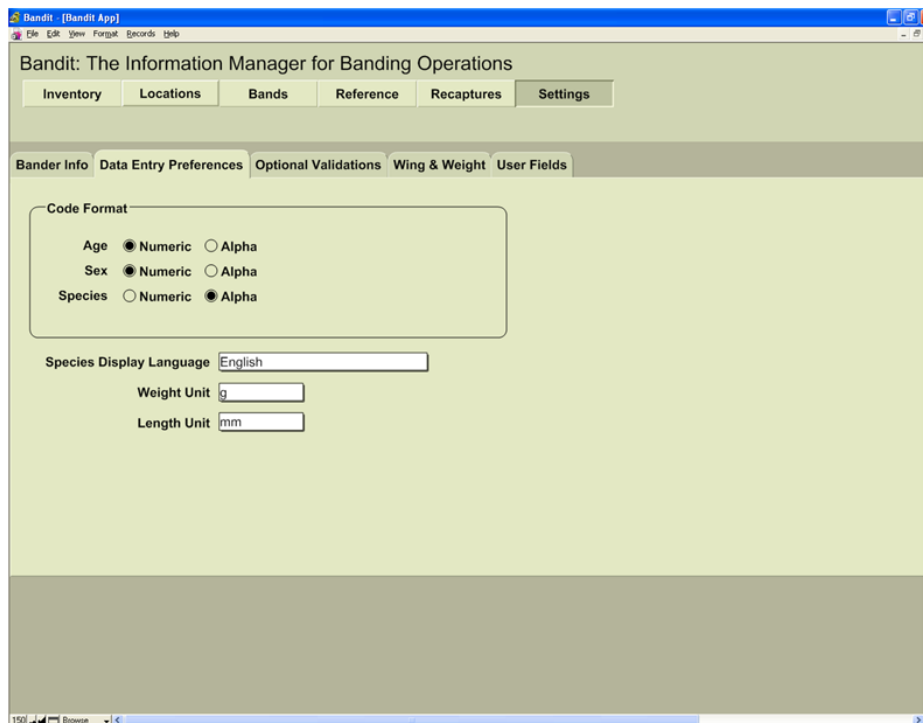 Bandit - [Bandit App]
File Edit View Format Records Help
Bandit: The Information Manager for Banding Operations
Inventory Locations Bands Reference Recaptures Settings
Bander Info Data Entry Preferences Optional Validations Wing & Weight User Fields
Code Format
Age Numeric Alpha
Sex Numeric Alpha
Species Numeric Alpha
Species Display Language English
Weight Unit g
Length Unit mm
150 Browse